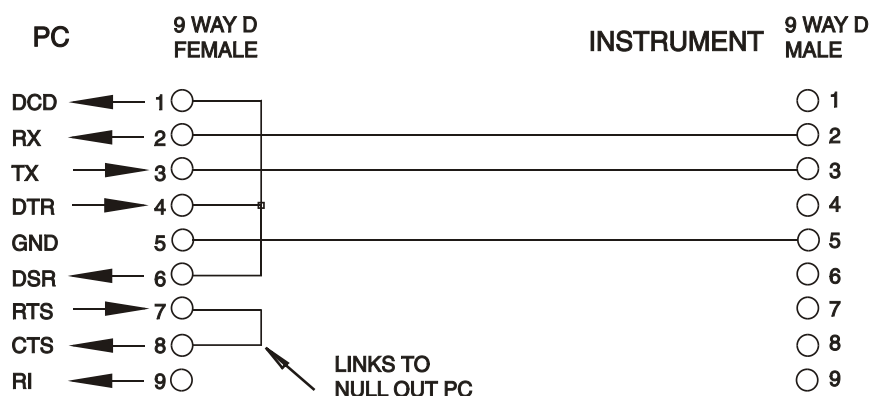 PC
9 WAY D
FEMALE
INSTRUMENT
9 WAY D
MALE
DCD 1 1
RX 2 2
TX 3 3
DTR 4 4
GND 5 5
DSR 6 6
RTS 7 7
CTS 8 8
RI 9 9
LINKS TO
NULL OUT PC